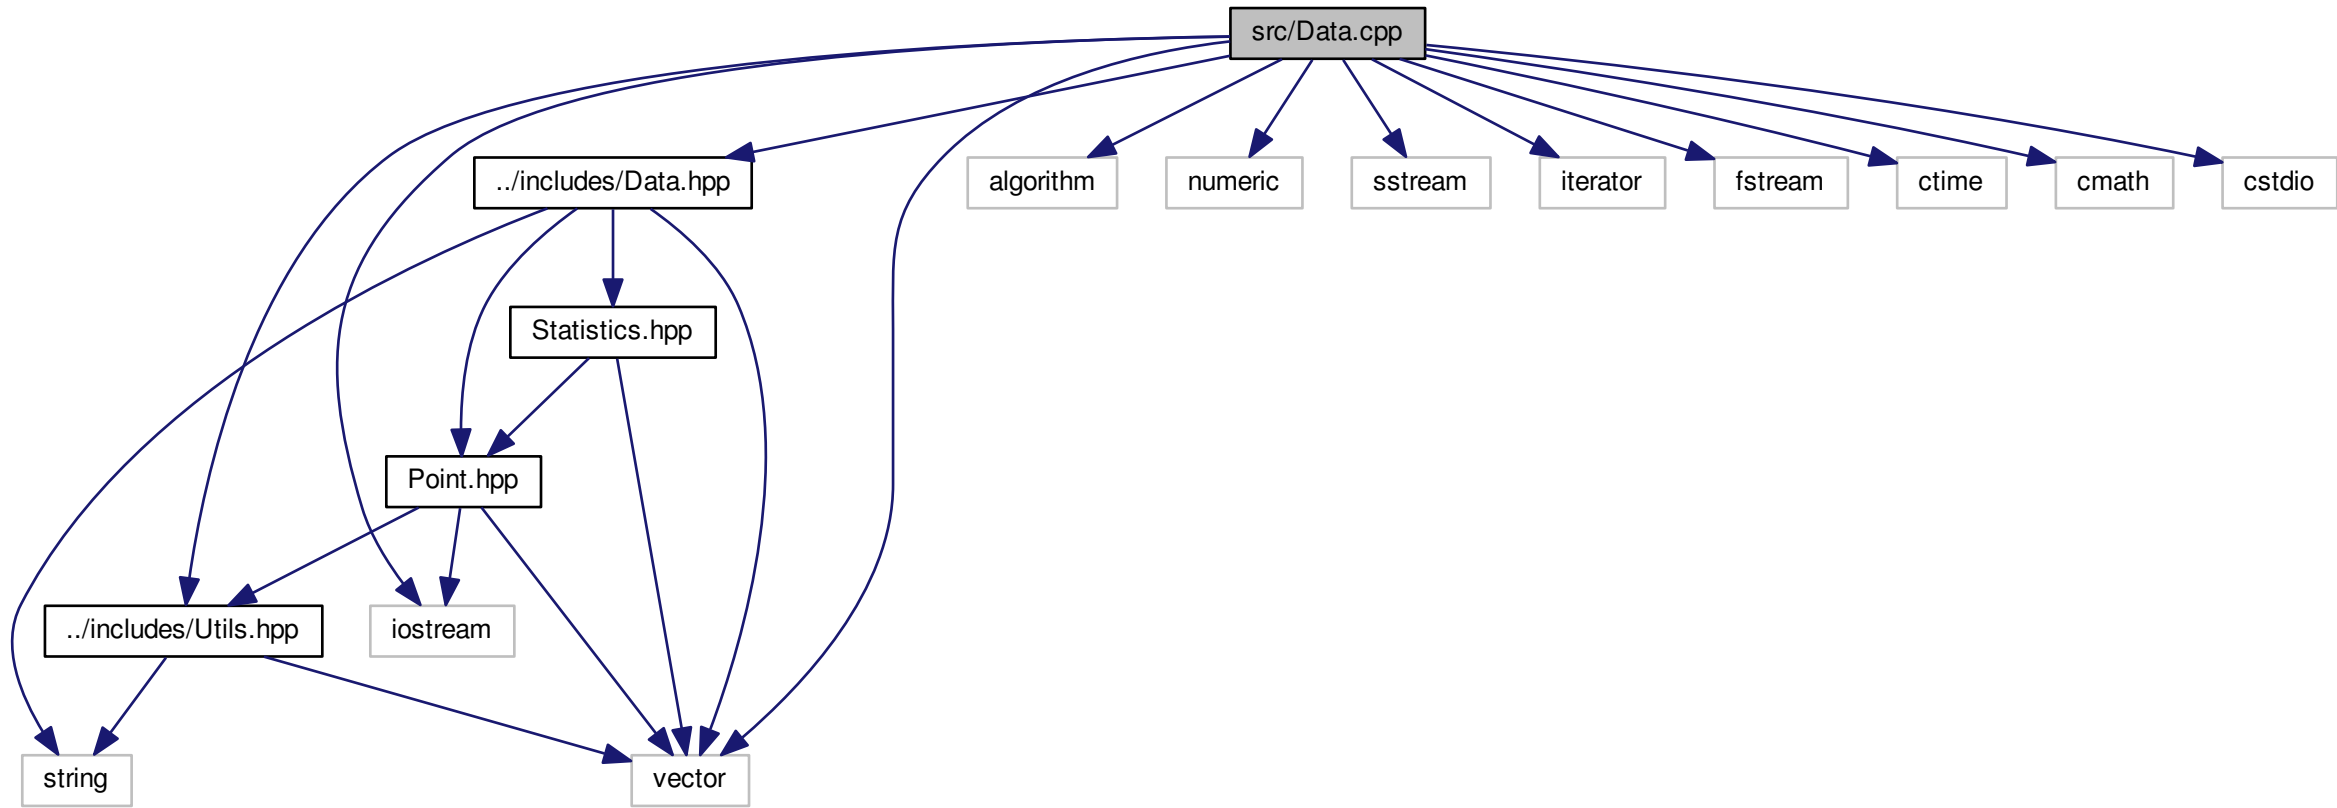 src/Data.cpp
../includes/Data.hpp
algorithm
numeric
sstream
iterator
fstream
ctime
cmath
cstdio
Statistics.hpp
Point.hpp
../includes/Utils.hpp
iostream
string
vector